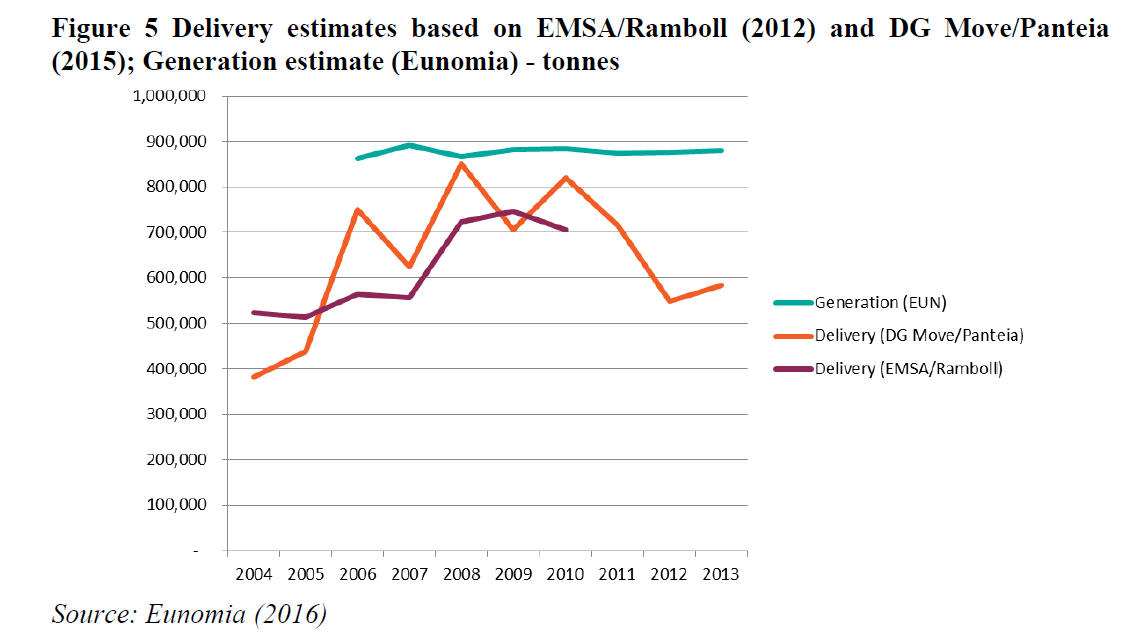 Figure 5 Delivery estimates based on EMSA/Ramboll (2012) and DG Move/Panteia
(2015); Generation estimate (Eunomia) - tonnes
1,000,000
900,000
800,000
700,000
600,000
500,000
400,000
300,000
200,000
100,000
-
2004 2005 2006 2007 2008 2009 2010 2011 2012 2013
Generation (EUN)
Delivery (DG Move/Panteia)
Delivery (EMSA/Ramboll)
Source: Eunomia (2016)